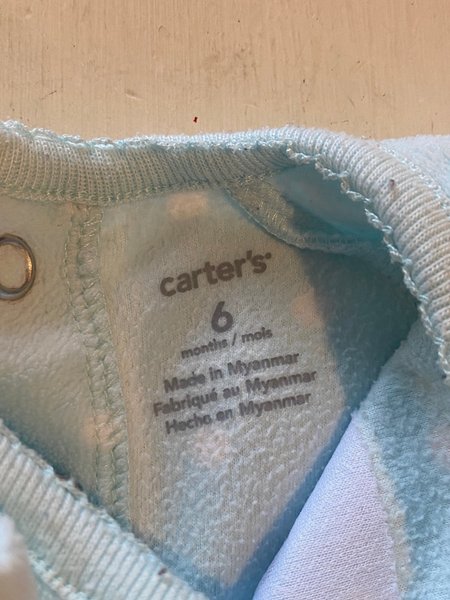 carter's®
6
months / mois
Made in Myanmar
Fabriqué au Myanmar
Hecho en Myanmar